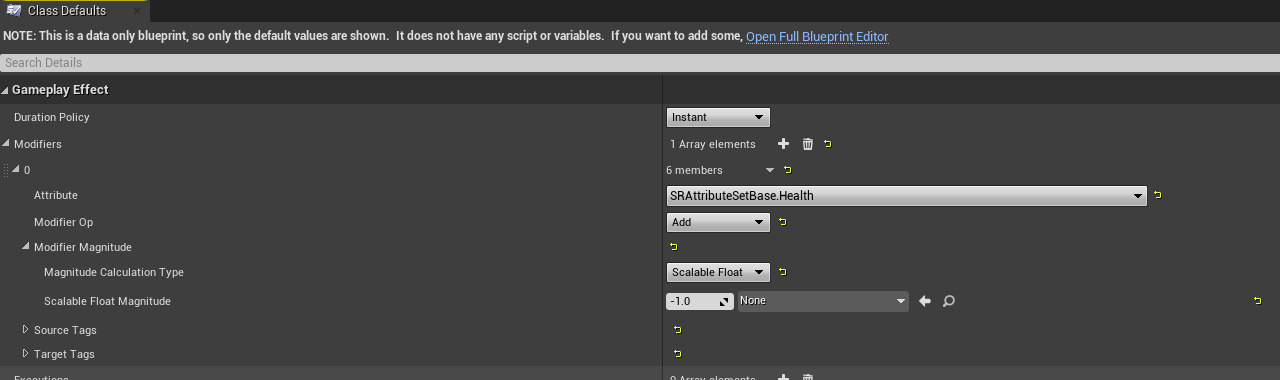 Class Defaults
NOTE: This is a data only blueprint, so only the default values are shown. It does not have any script or variables. If you want to add some, Open Full Blueprint Editor
Search Details
Gameplay Effect
Duration Policy Instant
Modifiers 1 Array elements
0 6 members
Attribute SRAttributeSetBase.Health
Modifier Op Add
Modifier Magnitude
Magnitude Calculation Type Scalable Float
Scalable Float Magnitude -1.0 None
Source Tags
Target Tags
Executions 0 Array elements